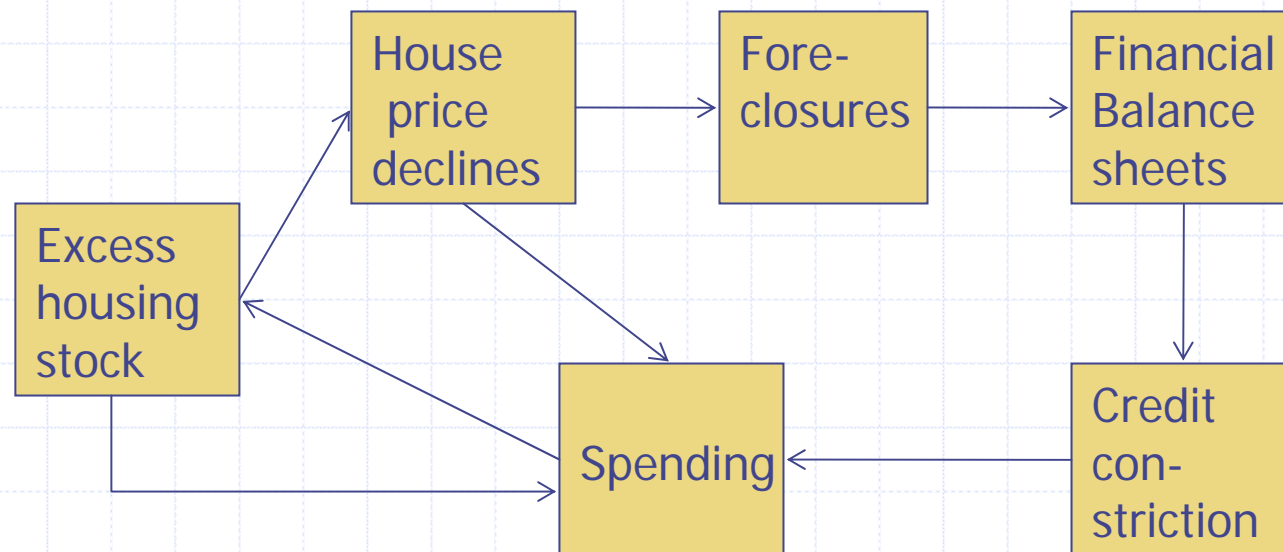 House
price
declines
Fore-
closures
Financial
Balance
sheets
Excess
housing
stock
Spending
Credit
con-
striction